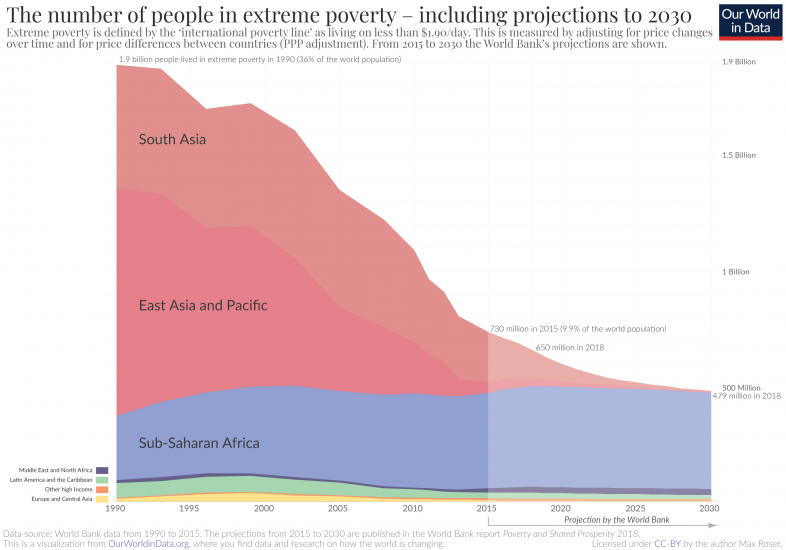 The number of people in extreme poverty – including projections to 2030
Our World
in Data
Extreme poverty is defined by the 'international poverty line' as living on less than $1.90/day. This is measured by adjusting for price changes
over time and for price differences between countries (PPP adjustment). From 2015 to 2030 the World Bank's projections are shown.
1.9 billion people lived in extreme poverty in 1990 (36% of the world population)
1.9 Billion
South Asia
1.5 Billion
1 Billion
East Asia and Pacific
730 million in 2015 (9.9% of the world population)
650 million in 2018
500 Million
479 million in 2018
Sub-Saharan Africa
Middle East and North Africa
Latin America and the Caribbean
Other high Income
Europe and Central Asia
1990 1995 2000 2005 2010 2015 2020 2025 2030
Projection by the World Bank
Data source: World Bank data from 1990 to 2015. The projections from 2015 to 2030 are published in the World Bank report Poverty and Shared Prosperity 2018.
This is a visualization from OurWorldinData.org, where you find data and research on how the world is changing.
Licensed under CC-BY by the author Max Roser.